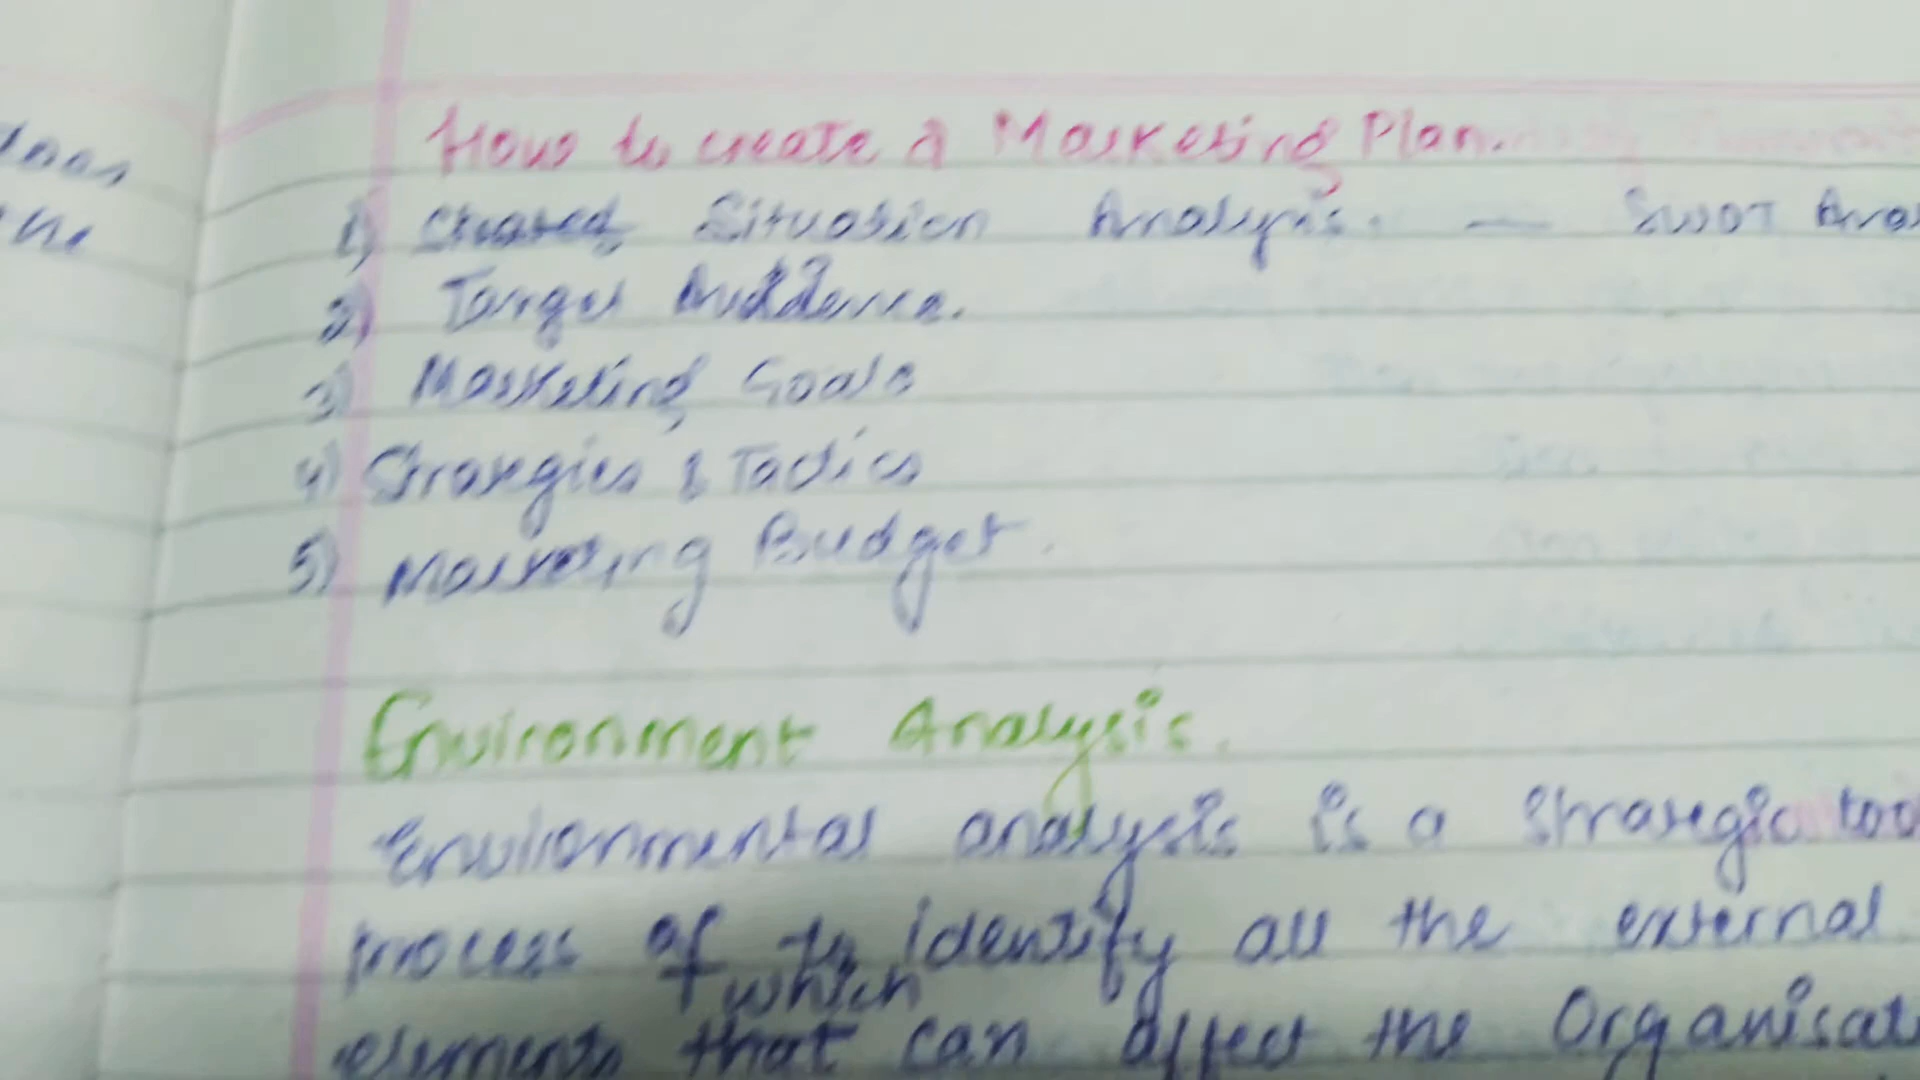 How to create a Marketing Plan.
1) Situation Analysis. — SWOT
2) Target Audience.
3) Marketing Goals
4) Strategies & Tactics
5) Marketing Budget.
Environment Analysis.
Environmental analysis is a Strategic
process of to identify all the external
which
elements that can affect the
the